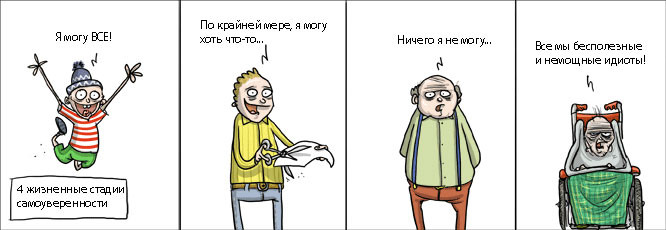 Я могу ВСЕ!
4 жизненные стадии
самоуверенности
По крайней мере, я могу
хоть что-то...
Ничего я не могу...
Все мы бесполезные
и немощные идиоты!